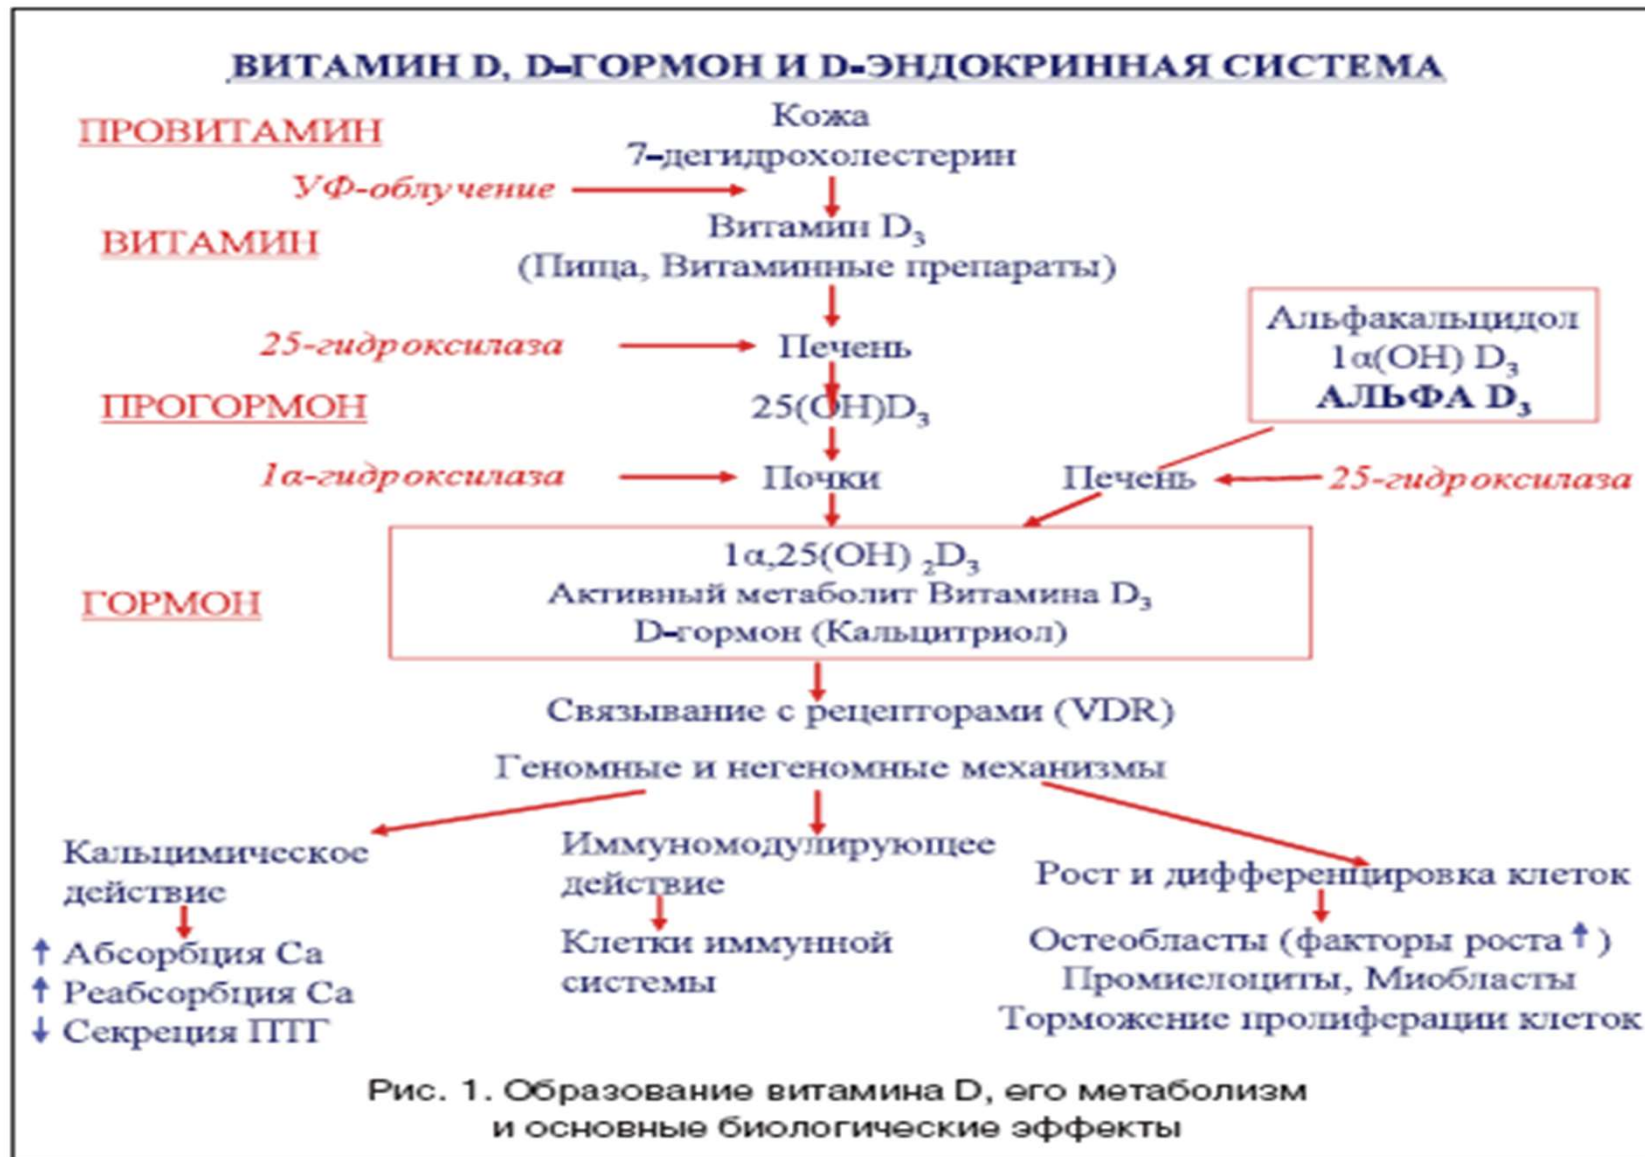 ВИТАМИН D, D-ГОРМОН И D-ЭНДОКРИННАЯ СИСТЕМА
ПРОВИТАМИН
Кожа
7-дегидрохолестерин
УФ-облучение
ВИТАМИН
Витамин D₃
(Пища, Витаминные препараты)
25-гидроксилаза
Печень
Альфакальцидол
1α(OH) D₃
АЛЬФА D₃
ПРОГОРМОН
25(OH)D₃
1α-гидроксилаза
Почки
Печень
25-гидроксилаза
ГОРМОН
1α,25(OH) ₂D₃
Активный метаболит Витамина D₃
D-гормон (Кальцитриол)
Связывание с рецепторами (VDR)
Геномные и негеномные механизмы
Кальцимическое
действие
↑ Абсорбция Ca
↑ Реабсорбция Ca
↓ Секреция ПТГ
Иммуномодулирующее
действие
Клетки иммунной
системы
Рост и дифференцировка клеток
Остеобласты (факторы роста ↑ )
Промислоциты, Миобласты
Торможение пролиферации клеток
Рис. 1. Образование витамина D, его метаболизм
и основные биологические эффекты